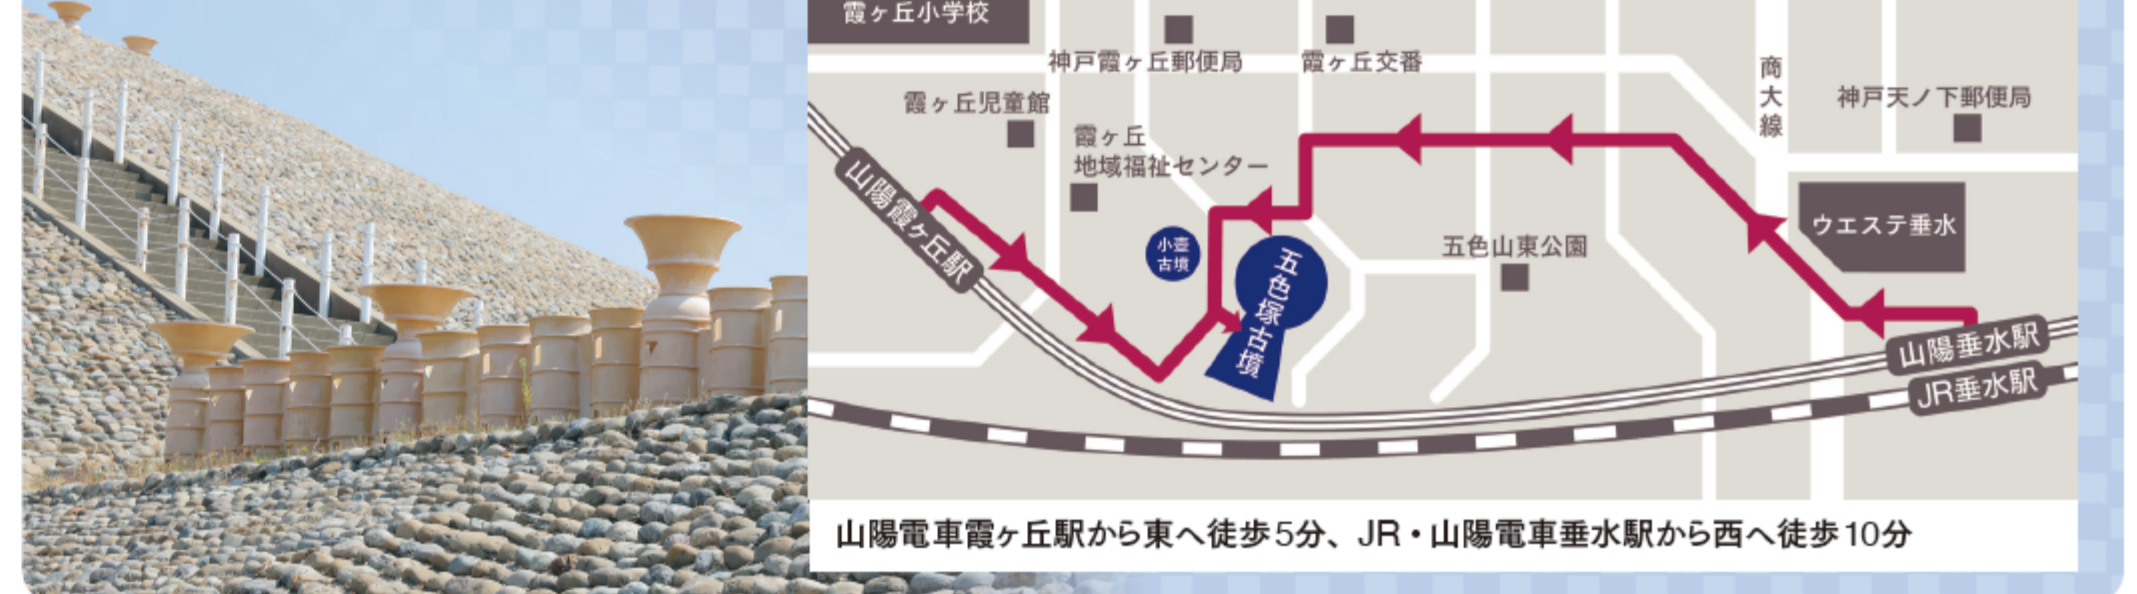 霞ヶ丘小学校
神戸霞ヶ丘郵便局
霞ヶ丘交番
商大線
神戸天ノ下郵便局
霞ヶ丘児童館
霞ヶ丘
地域福祉センター
山陽霞ヶ丘駅
ウエステ垂水
小壺
古墳
五色塚古墳
五色山東公園
山陽垂水駅
JR垂水駅
山陽電車霞ヶ丘駅から東へ徒歩5分、JR・山陽電車垂水駅から西へ徒歩10分